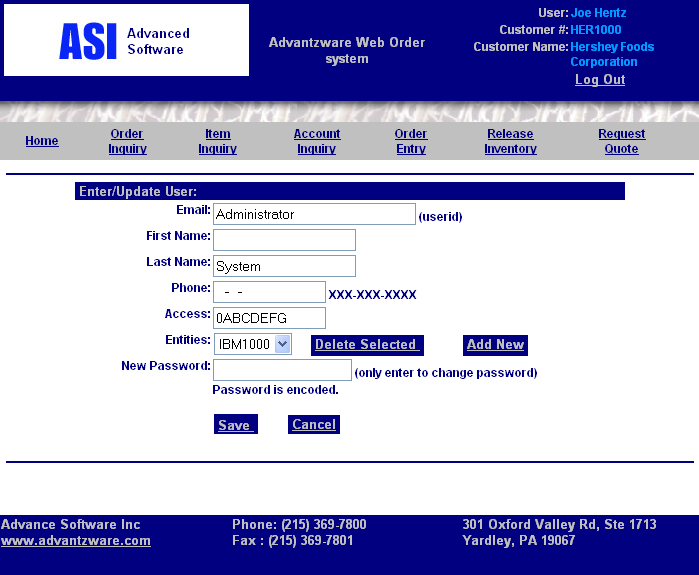 ASI Advanced
Software
Advantzware Web Order
system
User: Joe Hentz
Customer #: HER1000
Customer Name: Hershey Foods
Corporation
Log Out
Home
Order
Inquiry
Item
Inquiry
Account
Inquiry
Order
Entry
Release
Inventory
Request
Quote
Enter/Update User:
Email: Administrator (userid)
First Name:
Last Name: System
Phone: - - XXX-XXX-XXXX
Access: 0ABCDEFG
Entities: IBM1000 Delete Selected Add New
New Password: (only enter to change password)
Password is encoded.
Save Cancel
Advance Software Inc
www.advantzware.com
Phone: (215) 369-7800
Fax : (215) 369-7801
301 Oxford Valley Rd, Ste 1713
Yardley, PA 19067